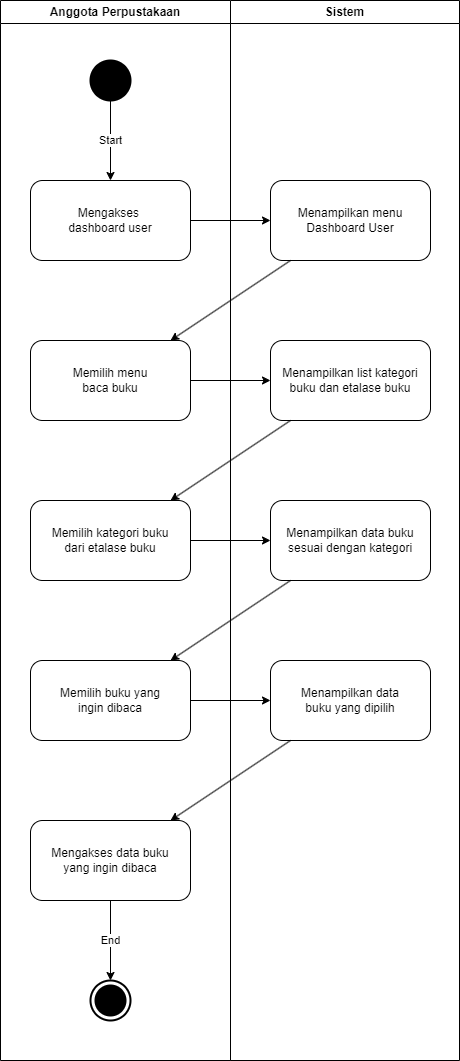 Anggota Perpustakaan
Sistem
Start
Mengakses
dashboard user
Menampilkan menu
Dashboard User
Memilih menu
baca buku
Menampilkan list kategori
buku dan etalase buku
Memilih kategori buku
dari etalase buku
Menampilkan data buku
sesuai dengan kategori
Memilih buku yang
ingin dibaca
Menampilkan data
buku yang dipilih
Mengakses data buku
yang ingin dibaca
End